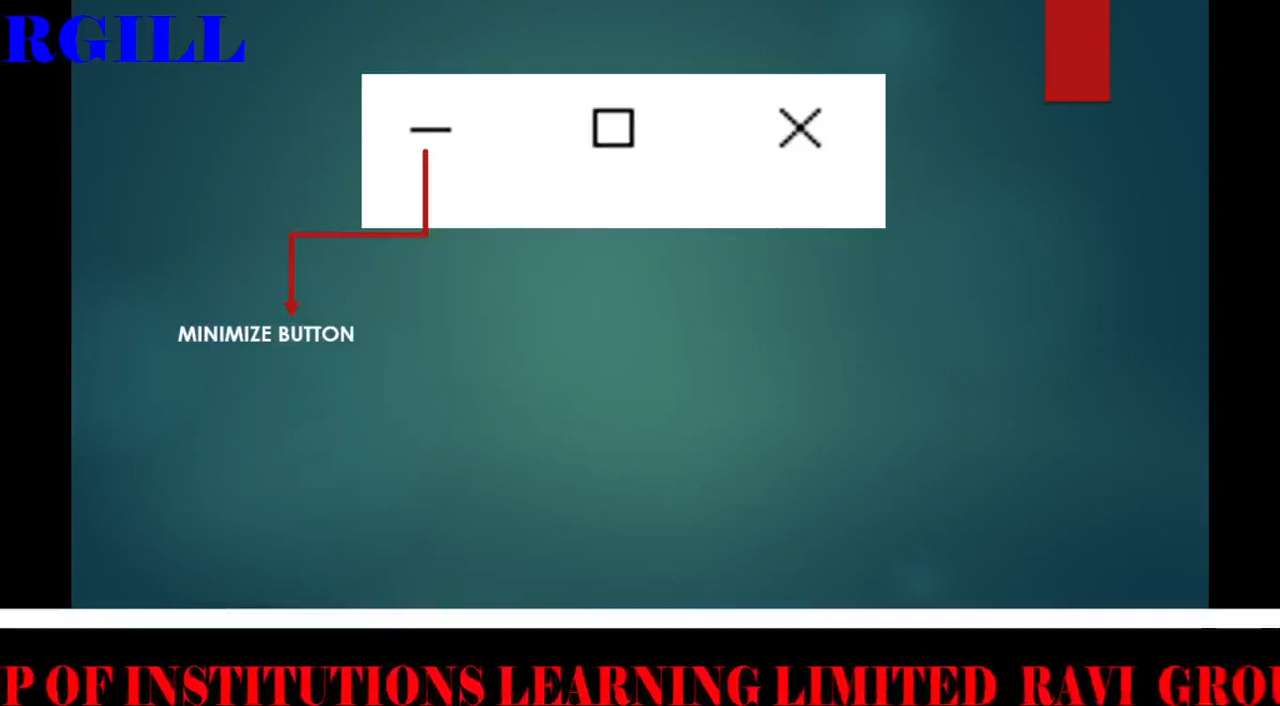 RGILL
MINIMIZE BUTTON
P OF INSTITUTIONS LEARNING LIMITED RAVI GROU